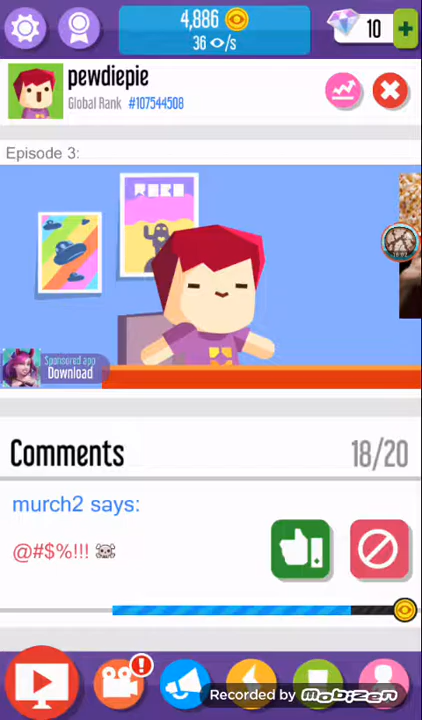 4,886
36 /s
10 +
pewdiepie
Global Rank #107544508
Episode 3:
ROKO
Sponsored app
Download
Comments 18/20
murch2 says:
@#$%!!! ☠
!
Recorded by mobizen